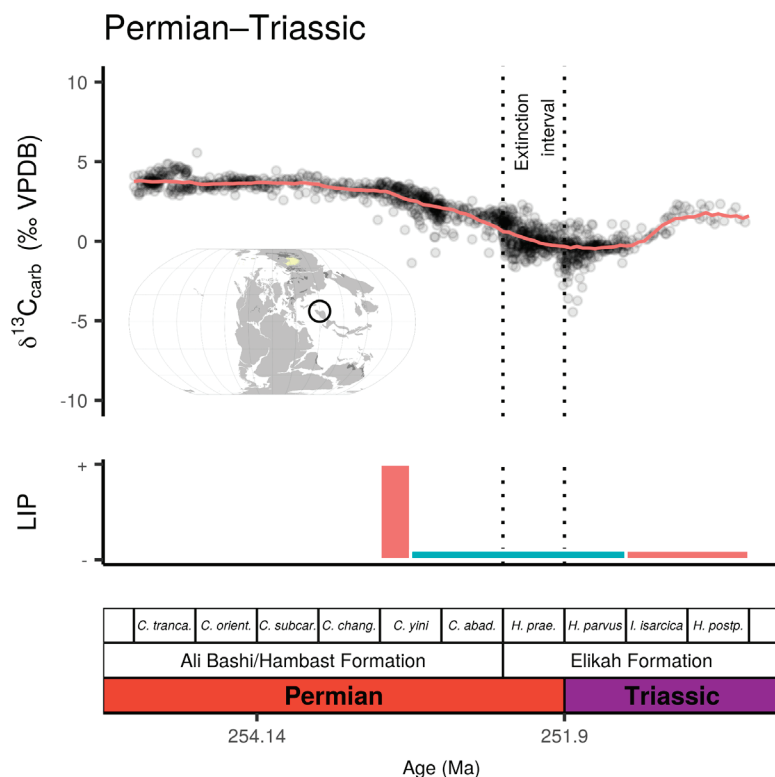 Permian–Triassic
10
5
0
-5
-10
δ13Ccarb (‰ VPDB)
Extinction
interval
+
-
LIP
C. tranca. C. orient. C. subcar. C. chang. C. yini C. abad. H. prae. H. parvus I. isarcica H. postp.
Ali Bashi/Hambast Formation Elikah Formation
Permian Triassic
254.14 251.9
Age (Ma)